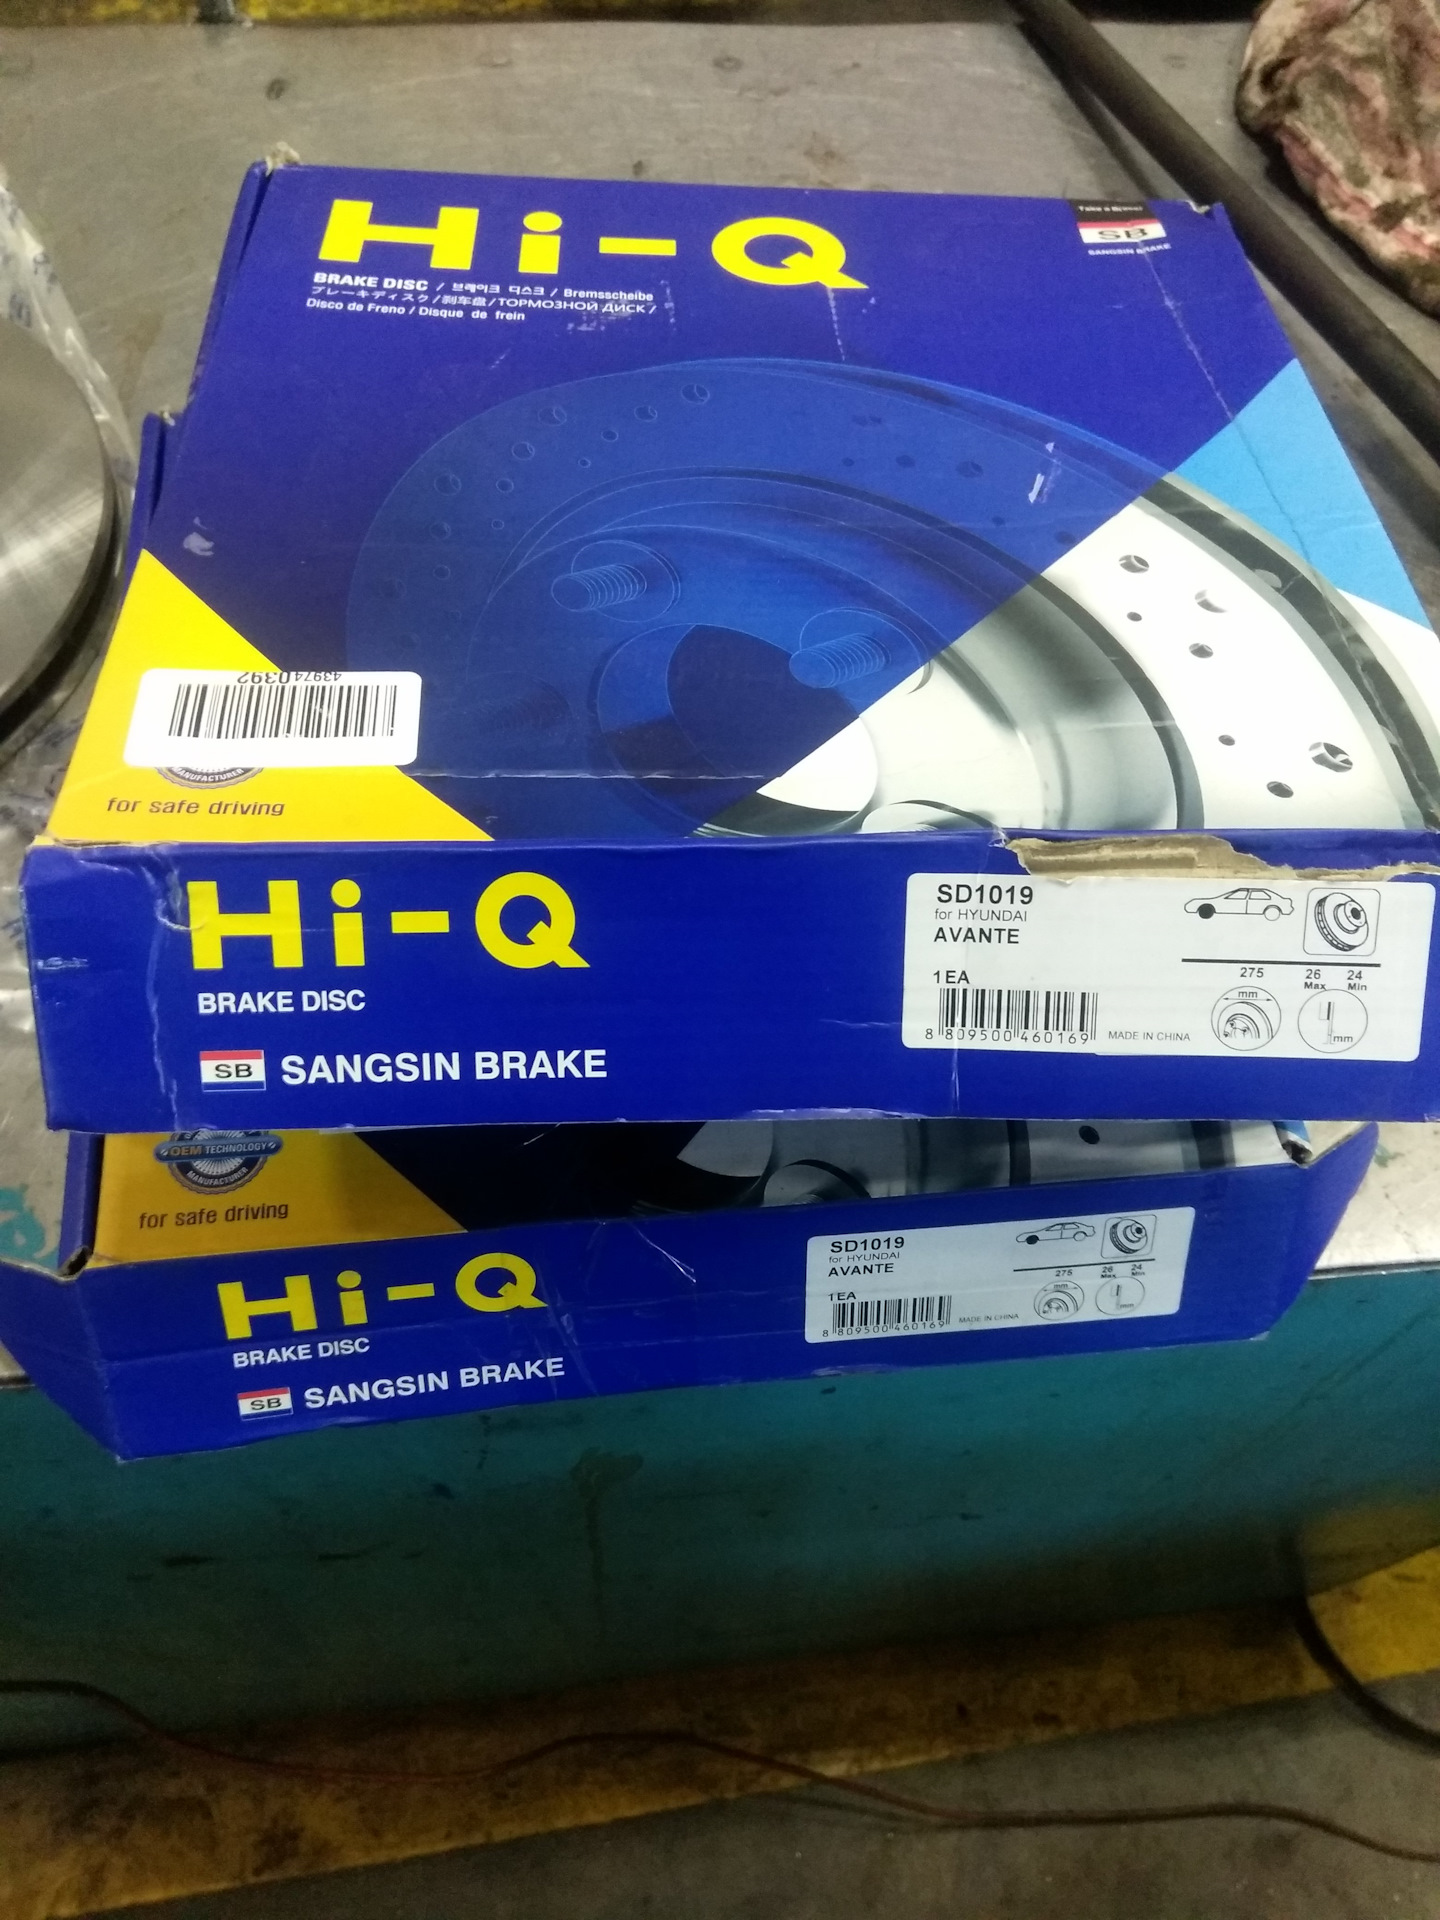 Hi-Q
BRAKE DISC / 브레이크 디스크 / Bremsscheibe
ブレーキディスク / 刹车盘 / ТОРМОЗНОЙ ДИСК /
Disco de Freno / Disque de frein
SB
SANGSIN BRAKE
439740392
MANUFACTURER
for safe driving
Hi-Q
BRAKE DISC
SB SANGSIN BRAKE
SD1019
for HYUNDAI
AVANTE
1EA
8 809500 460169
MADE IN CHINA
275 26 24
Max Min
mm
mm
OEM TECHNOLOGY
MANUFACTURER
for safe driving
Hi-Q
BRAKE DISC
SB SANGSIN BRAKE
SD1019
for HYUNDAI
AVANTE
1EA
8 809500 460169
MADE IN CHINA
275 26 24
Max Min
mm
mm